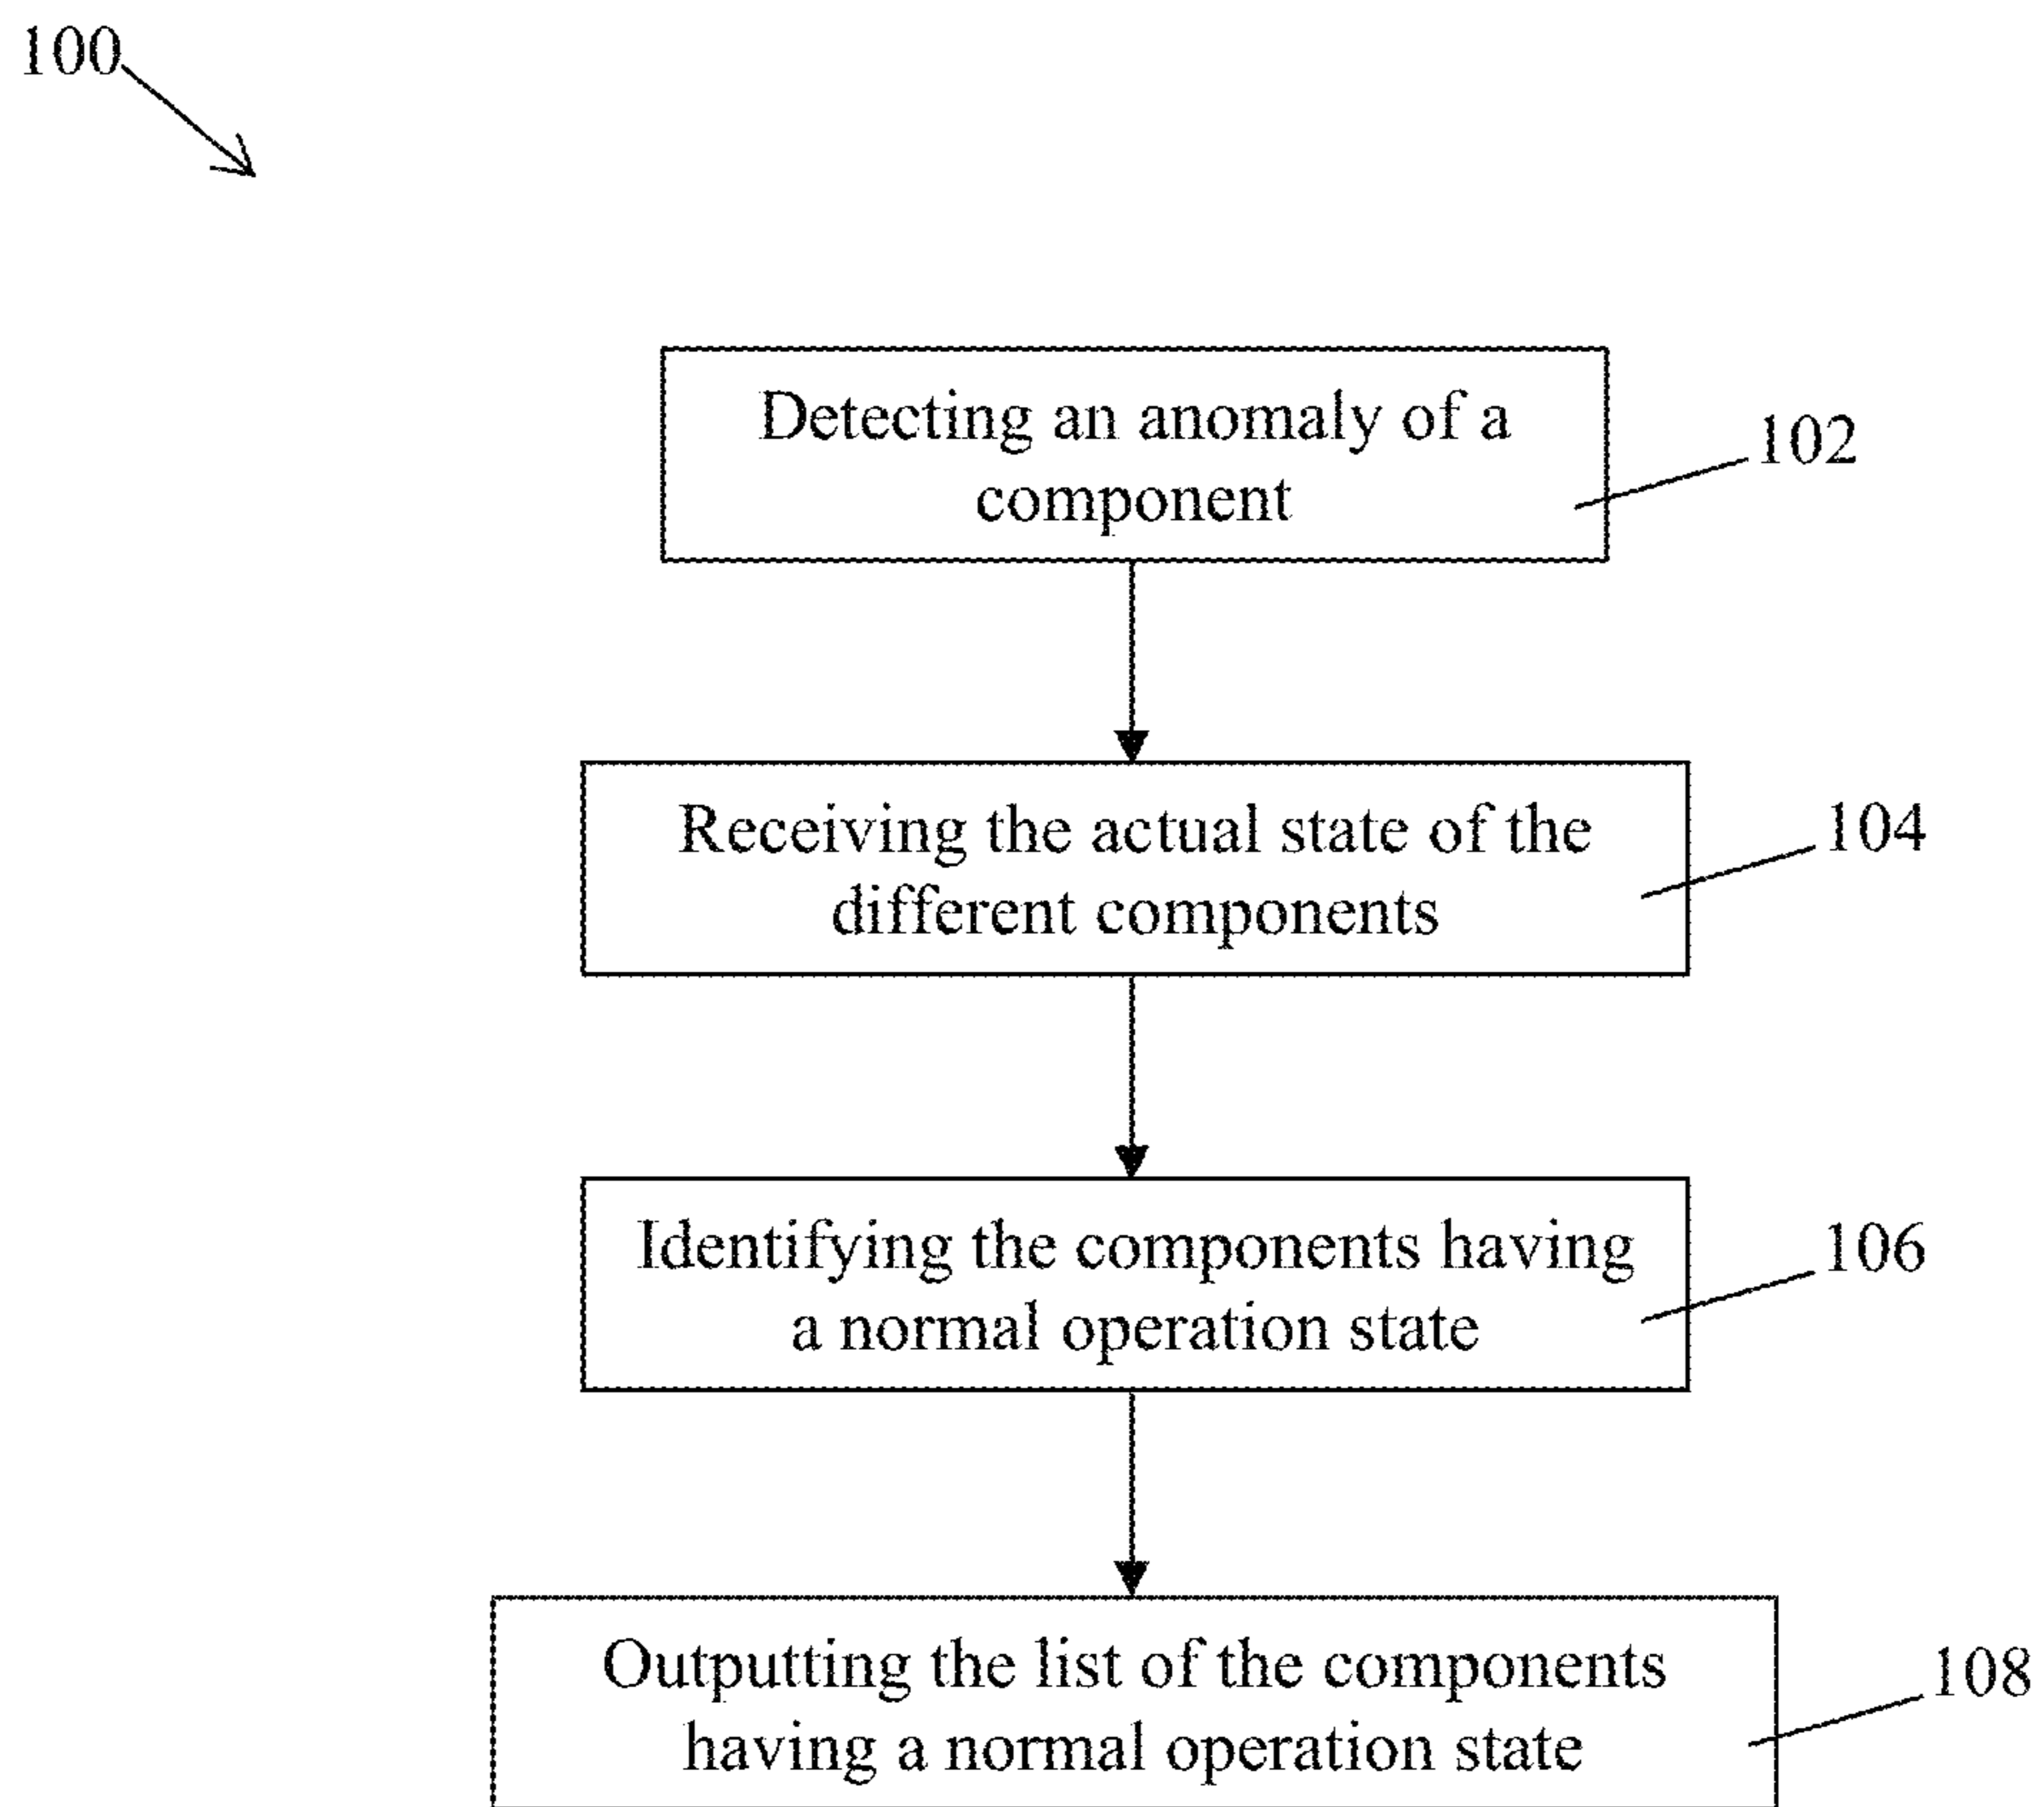 100
Detecting an anomaly of a
component
102
Receiving the actual state of the
different components
104
Identifying the components having
a normal operation state
106
Outputting the list of the components
having a normal operation state
108